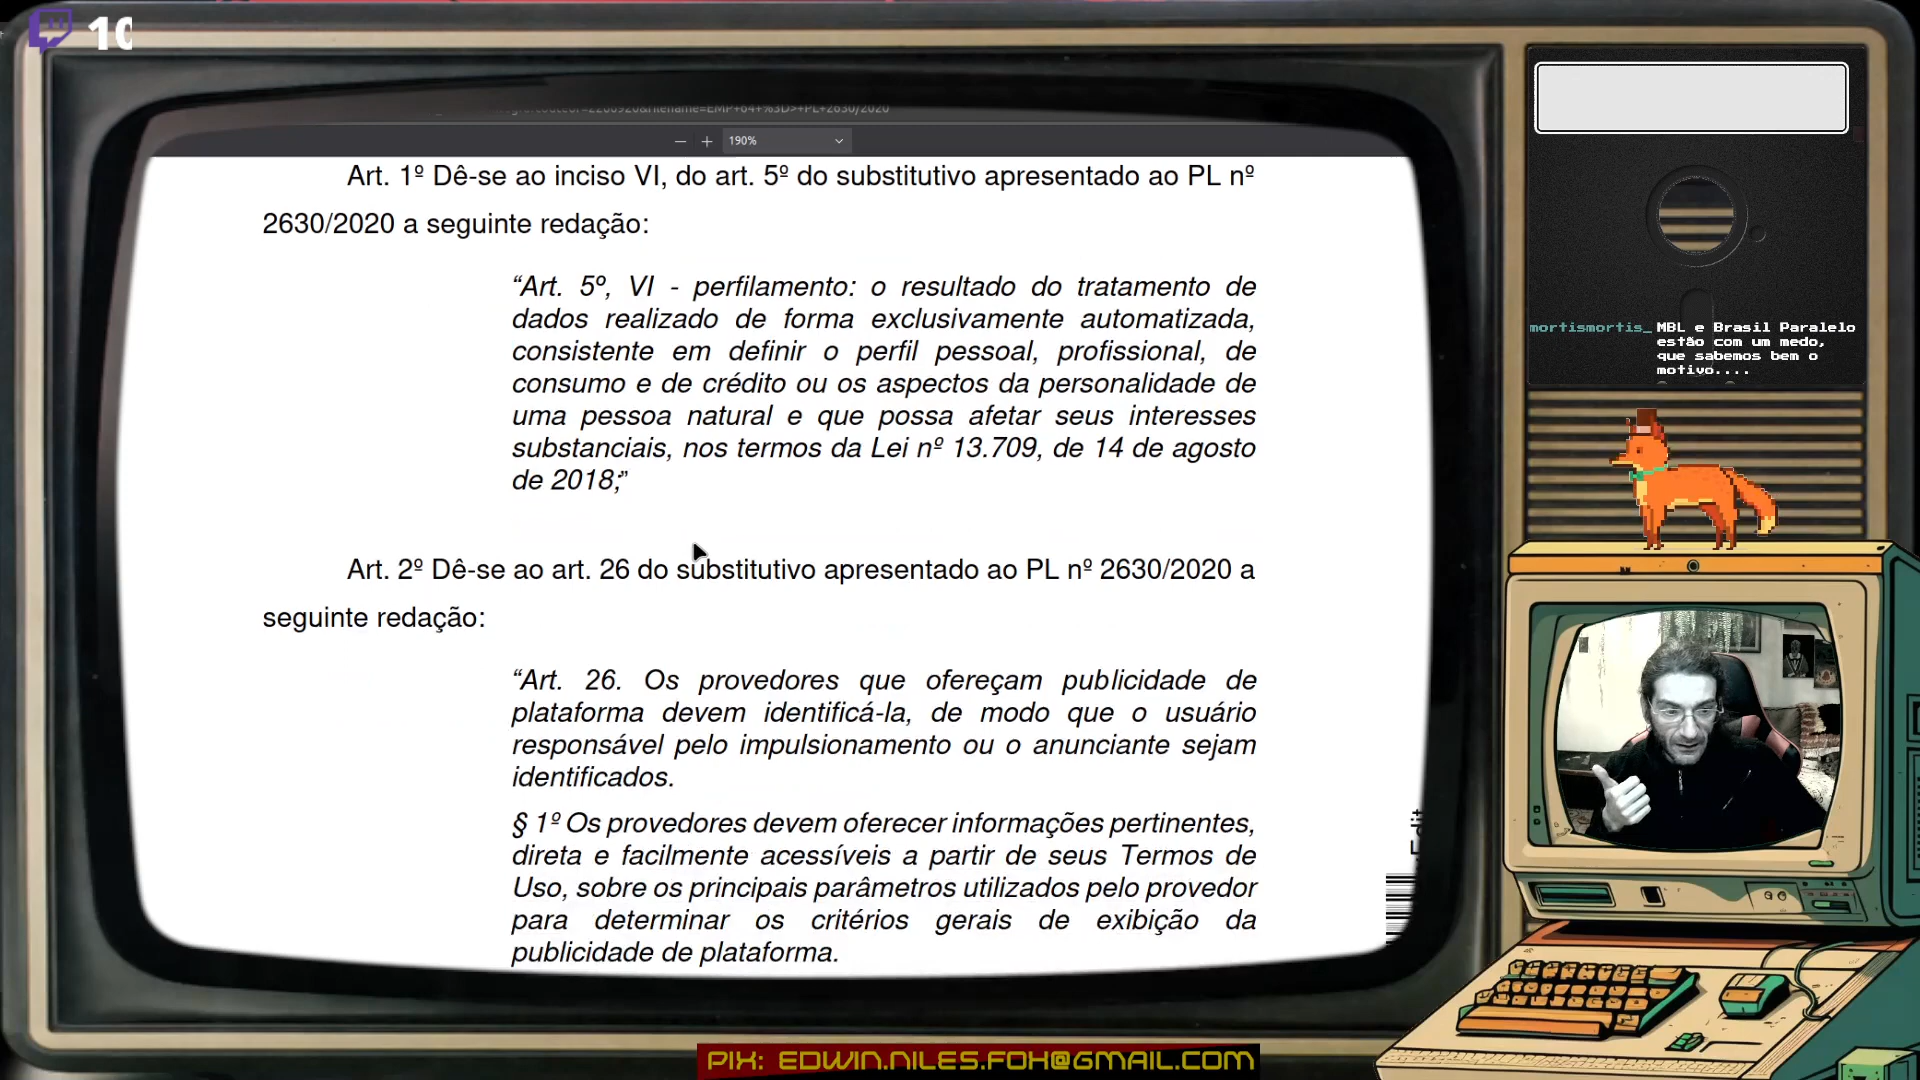 10
190%
Art. 1º Dê-se ao inciso VI, do art. 5º do substitutivo apresentado ao PL nº
2630/2020 a seguinte redação:
“Art. 5º, VI - perfilamento: o resultado do tratamento de
dados realizado de forma exclusivamente automatizada,
consistente em definir o perfil pessoal, profissional, de
consumo e de crédito ou os aspectos da personalidade de
uma pessoa natural e que possa afetar seus interesses
substanciais, nos termos da Lei nº 13.709, de 14 de agosto
de 2018;”
Art. 2º Dê-se ao art. 26 do substitutivo apresentado ao PL nº 2630/2020 a
seguinte redação:
“Art. 26. Os provedores que ofereçam publicidade de
plataforma devem identificá-la, de modo que o usuário
responsável pelo impulsionamento ou o anunciante sejam
identificados.
§ 1º Os provedores devem oferecer informações pertinentes,
direta e facilmente acessíveis a partir de seus Termos de
Uso, sobre os principais parâmetros utilizados pelo provedor
para determinar os critérios gerais de exibição da
publicidade de plataforma.
mortismortis_ MBL e Brasil Paralelo
estão com um medo,
que sabemos bem o
motivo....
PIX: EDWIN.NILES.FOH@GMAIL.COM